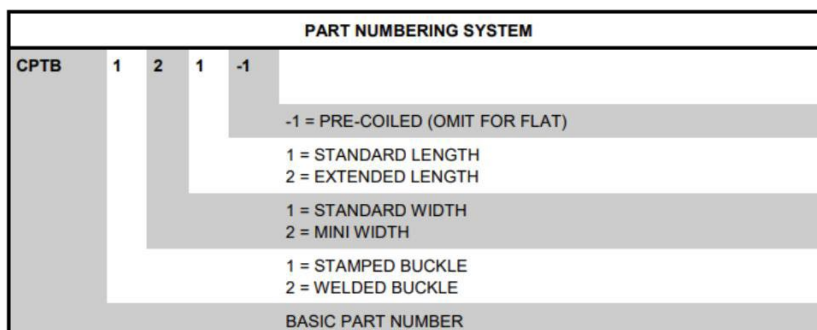 PART NUMBERING SYSTEM
CPTB 1 2 1 -1
-1 = PRE-COILED (OMIT FOR FLAT)
1 = STANDARD LENGTH
2 = EXTENDED LENGTH
1 = STANDARD WIDTH
2 = MINI WIDTH
1 = STAMPED BUCKLE
2 = WELDED BUCKLE
BASIC PART NUMBER